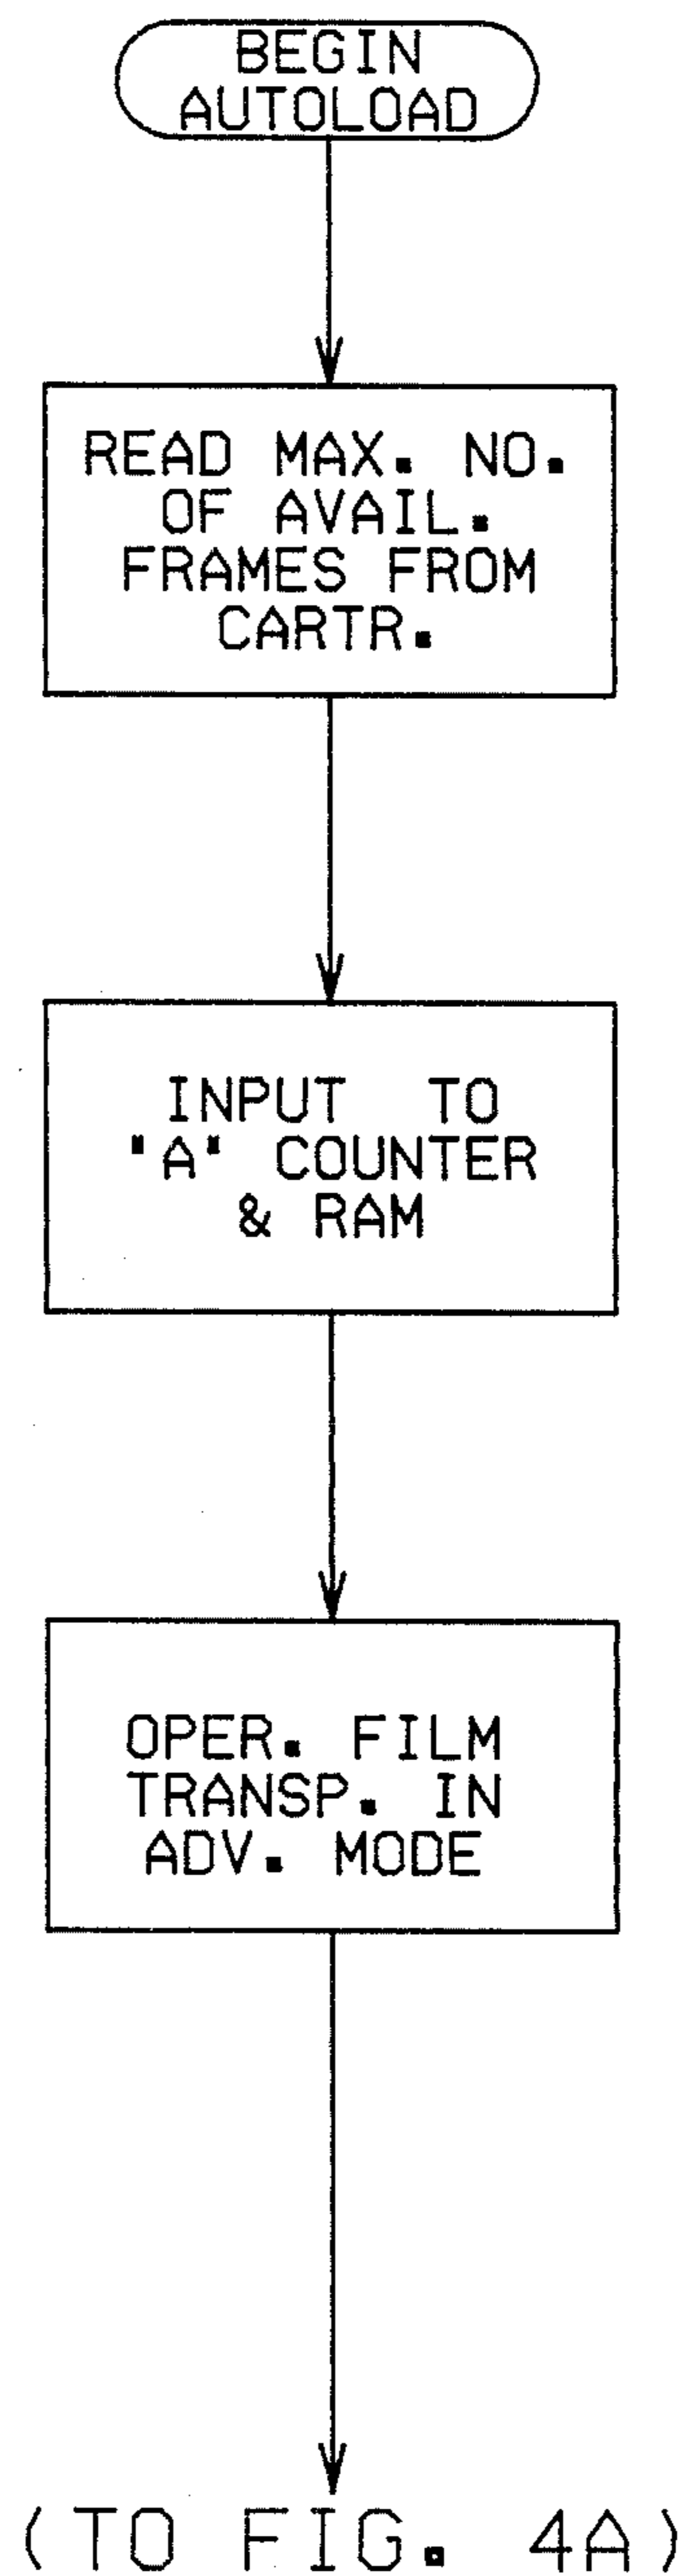 BEGIN
AUTOLOAD
READ MAX. NO.
OF AVAIL.
FRAMES FROM
CARTR.
INPUT TO
"A" COUNTER
& RAM
OPER. FILM
TRANSP. IN
ADV. MODE
(TO FIG. 4A)